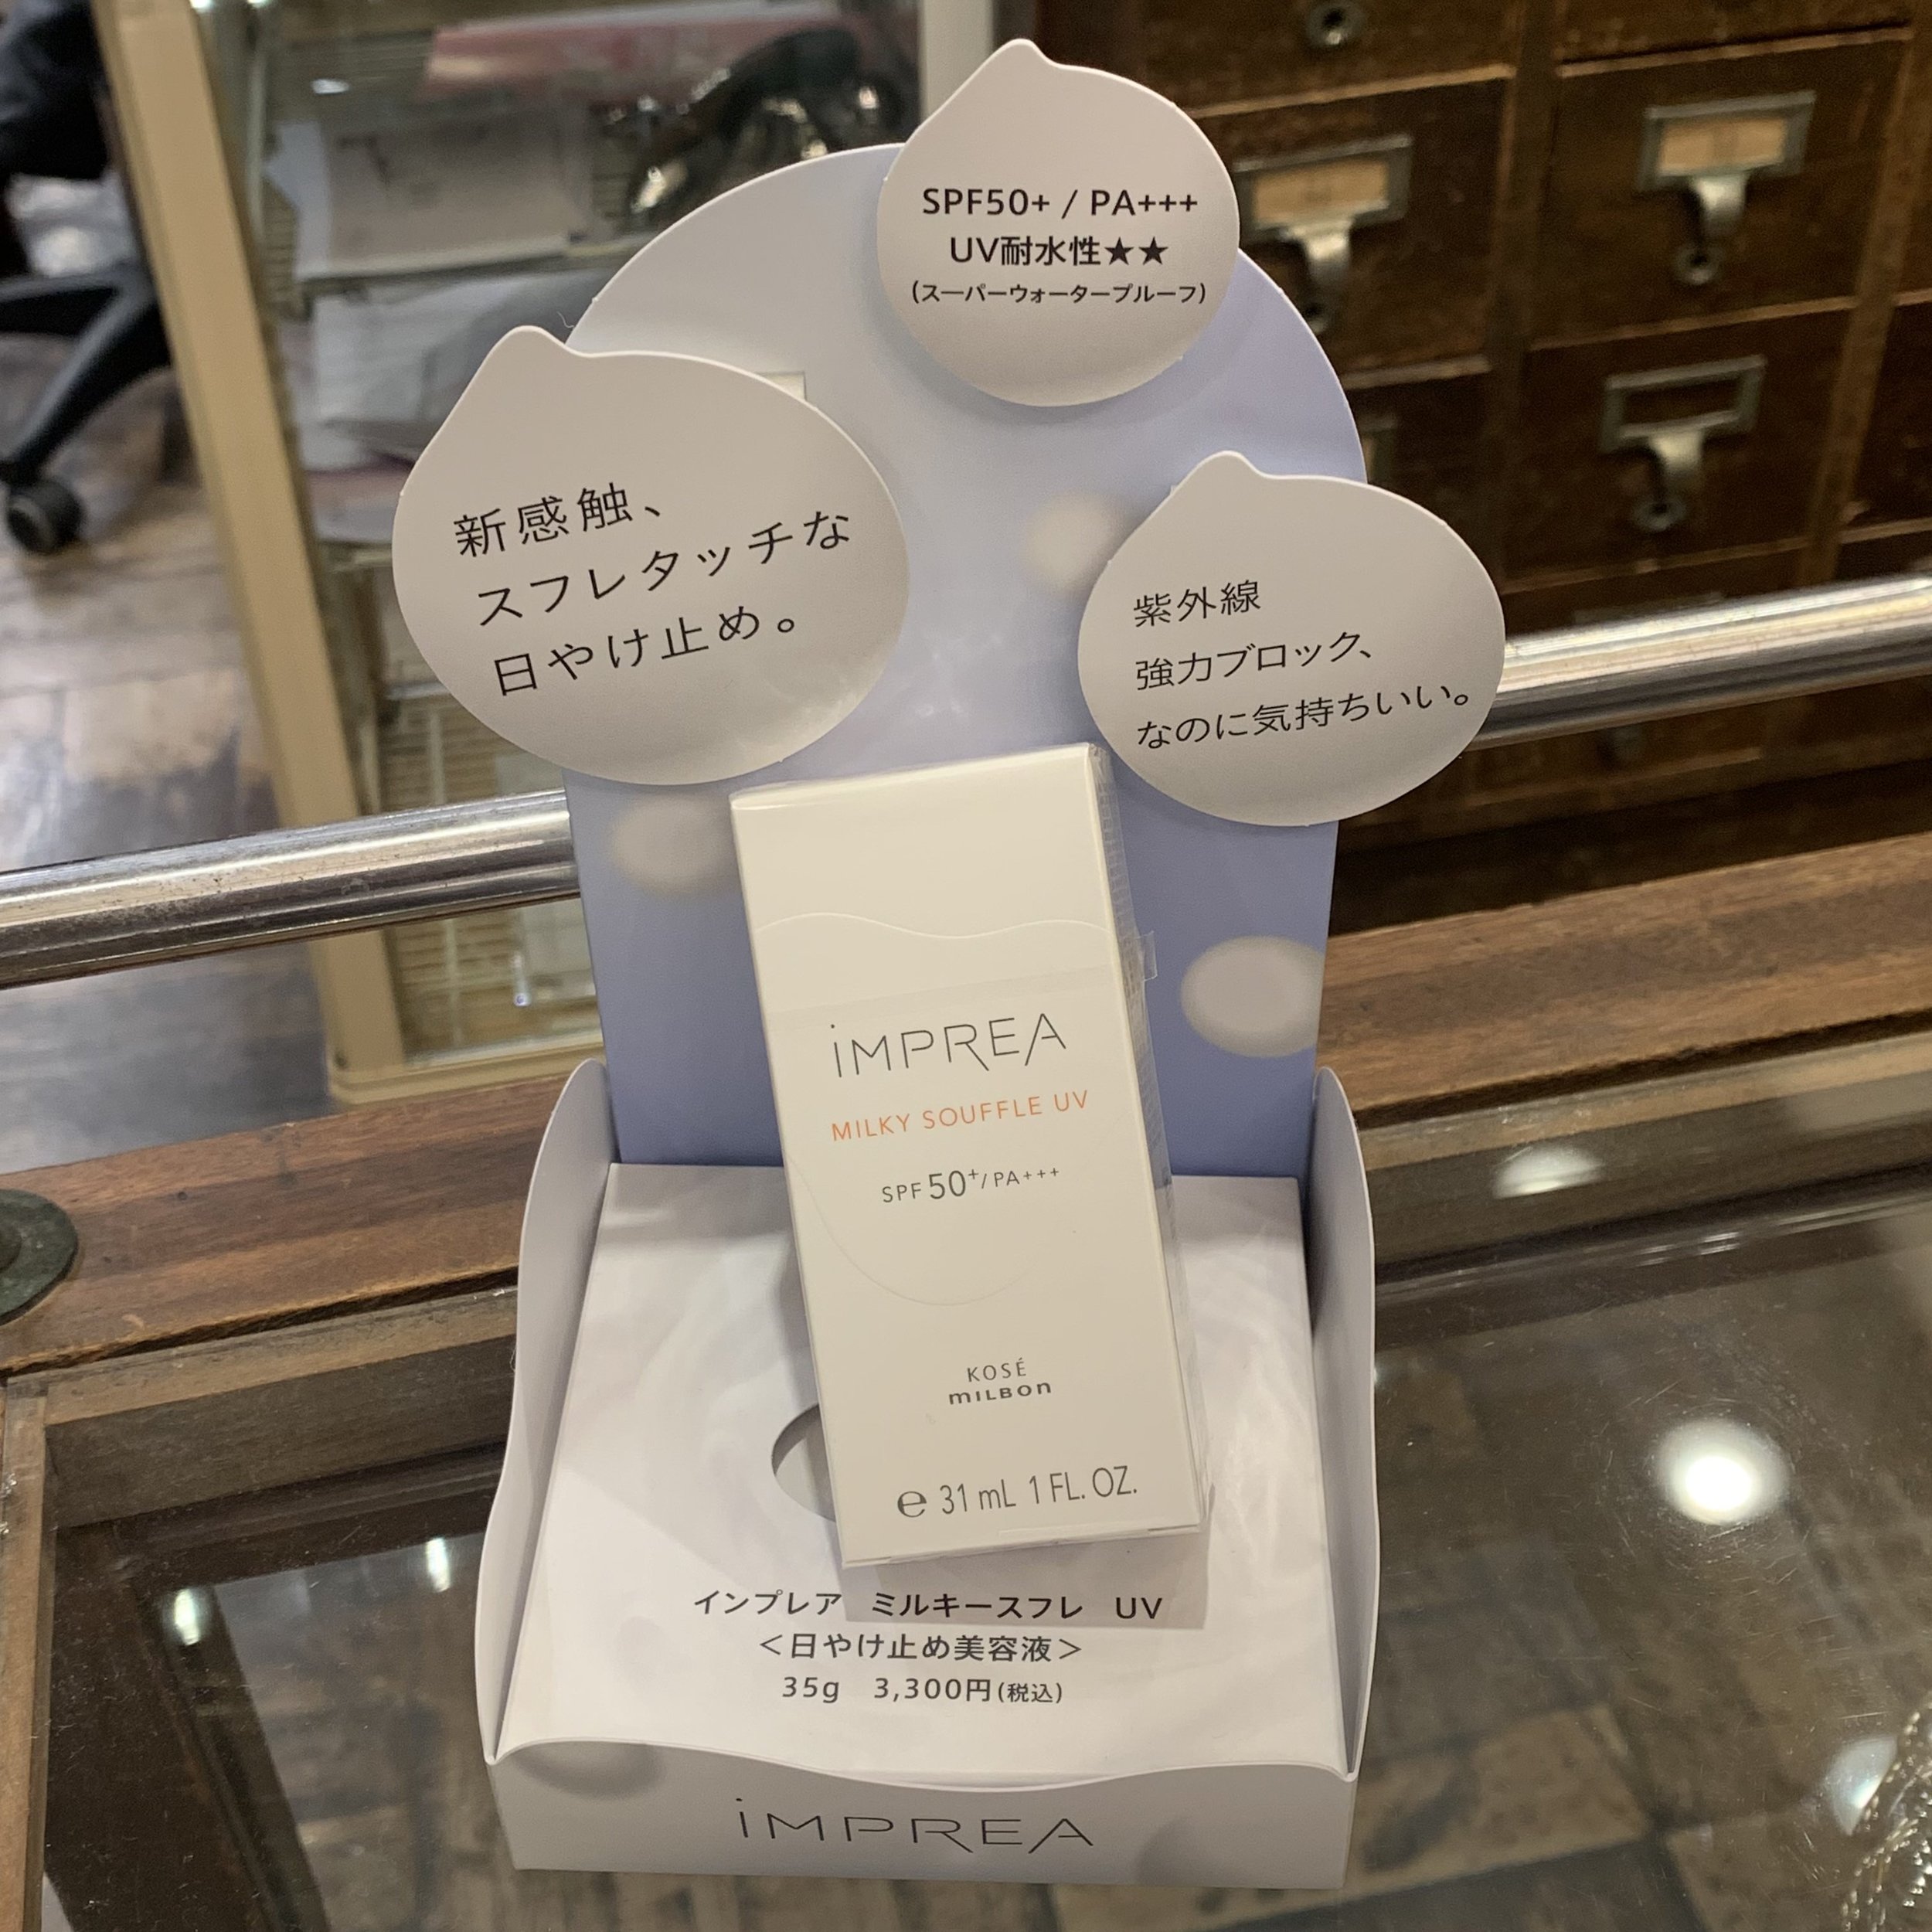 SPF50+ / PA+++
UV耐水性★★
(スーパーウォータープルーフ)
新感触、
スフレタッチな
日やけ止め。
紫外線
強力ブロック、
なのに気持ちいい。
iMPREA
MILKY SOUFFLE UV
SPF 50+/PA+++
KOSÉ
MILBON
℮ 31 mL 1 FL. OZ.
インプレア ミルキースフレ UV
＜日やけ止め美容液＞
35g 3,300円(税込)
iMPREA